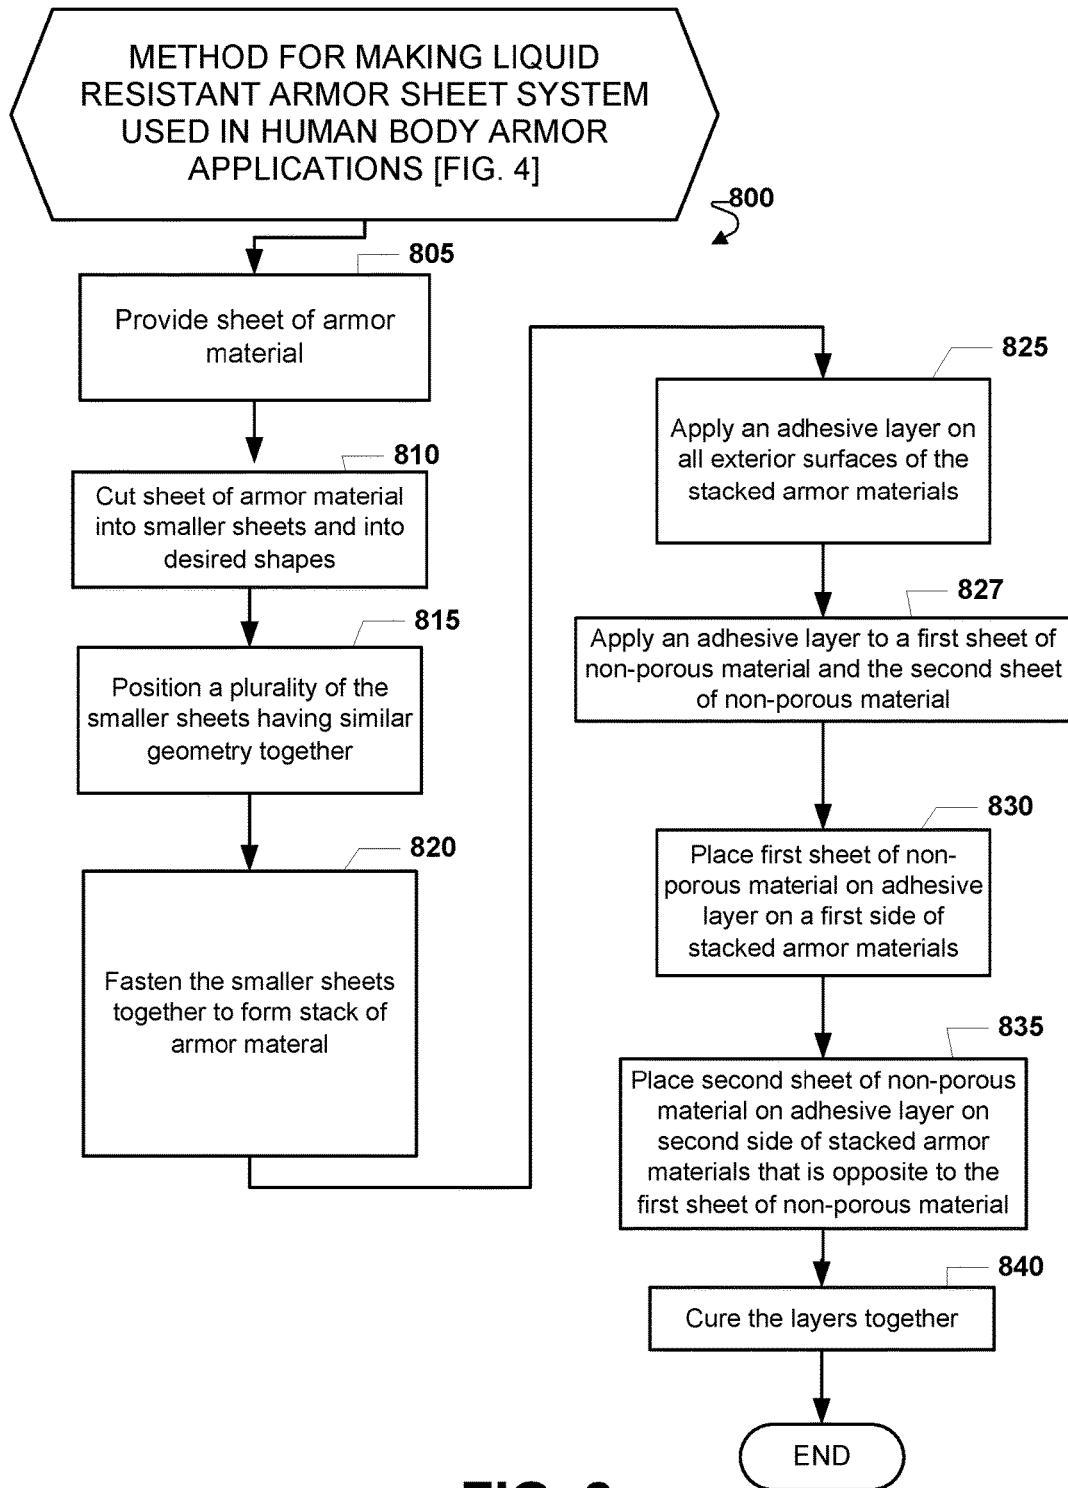 METHOD FOR MAKING LIQUID
RESISTANT ARMOR SHEET SYSTEM
USED IN HUMAN BODY ARMOR
APPLICATIONS [FIG. 4]
800
805
Provide sheet of armor
material
810
Cut sheet of armor material
into smaller sheets and into
desired shapes
815
Position a plurality of the
smaller sheets having similar
geometry together
820
Fasten the smaller sheets
together to form stack of
armor materal
825
Apply an adhesive layer on
all exterior surfaces of the
stacked armor materials
827
Apply an adhesive layer to a first sheet of
non-porous material and the second sheet
of non-porous material
830
Place first sheet of non-
porous material on adhesive
layer on a first side of
stacked armor materials
835
Place second sheet of non-porous
material on adhesive layer on
second side of stacked armor
materials that is opposite to the
first sheet of non-porous material
840
Cure the layers together
END